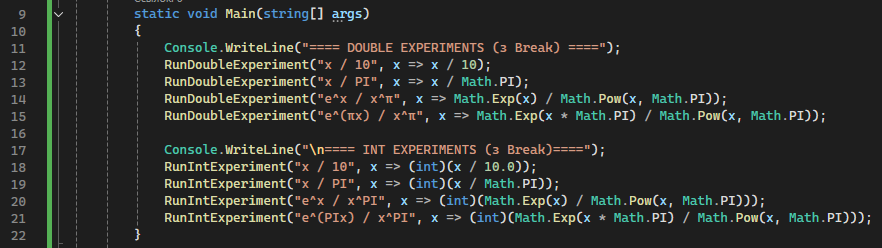 9 static void Main(string[] args)
10 {
11 Console.WriteLine("==== DOUBLE EXPERIMENTS (з Break) ====");
12 RunDoubleExperiment("x / 10", x => x / 10);
13 RunDoubleExperiment("x / PI", x => x / Math.PI);
14 RunDoubleExperiment("e^x / x^π", x => Math.Exp(x) / Math.Pow(x, Math.PI));
15 RunDoubleExperiment("e^(πx) / x^π", x => Math.Exp(x * Math.PI) / Math.Pow(x, Math.PI));
16
17 Console.WriteLine("\n==== INT EXPERIMENTS (з Break)====");
18 RunIntExperiment("x / 10", x => (int)(x / 10.0));
19 RunIntExperiment("x / PI", x => (int)(x / Math.PI));
20 RunIntExperiment("e^x / x^PI", x => (int)(Math.Exp(x) / Math.Pow(x, Math.PI)));
21 RunIntExperiment("e^(PIx) / x^PI", x => (int)(Math.Exp(x * Math.PI) / Math.Pow(x, Math.PI)));
22 }